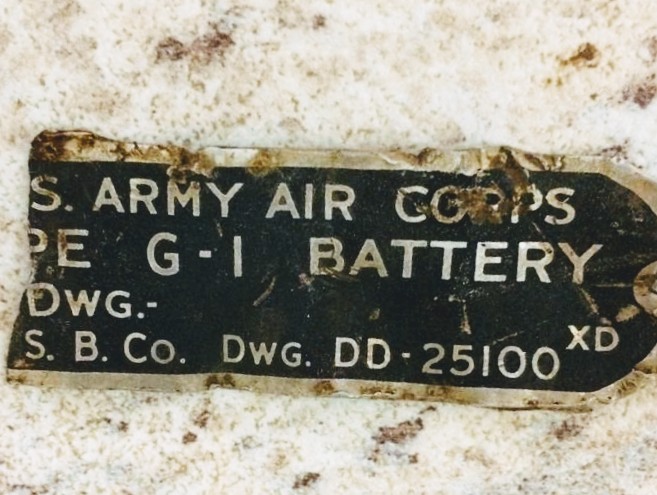 S. ARMY AIR CORPS
PE G-1 BATTERY
DWG.-
S. B. Co. DWG. DD-25100 XD